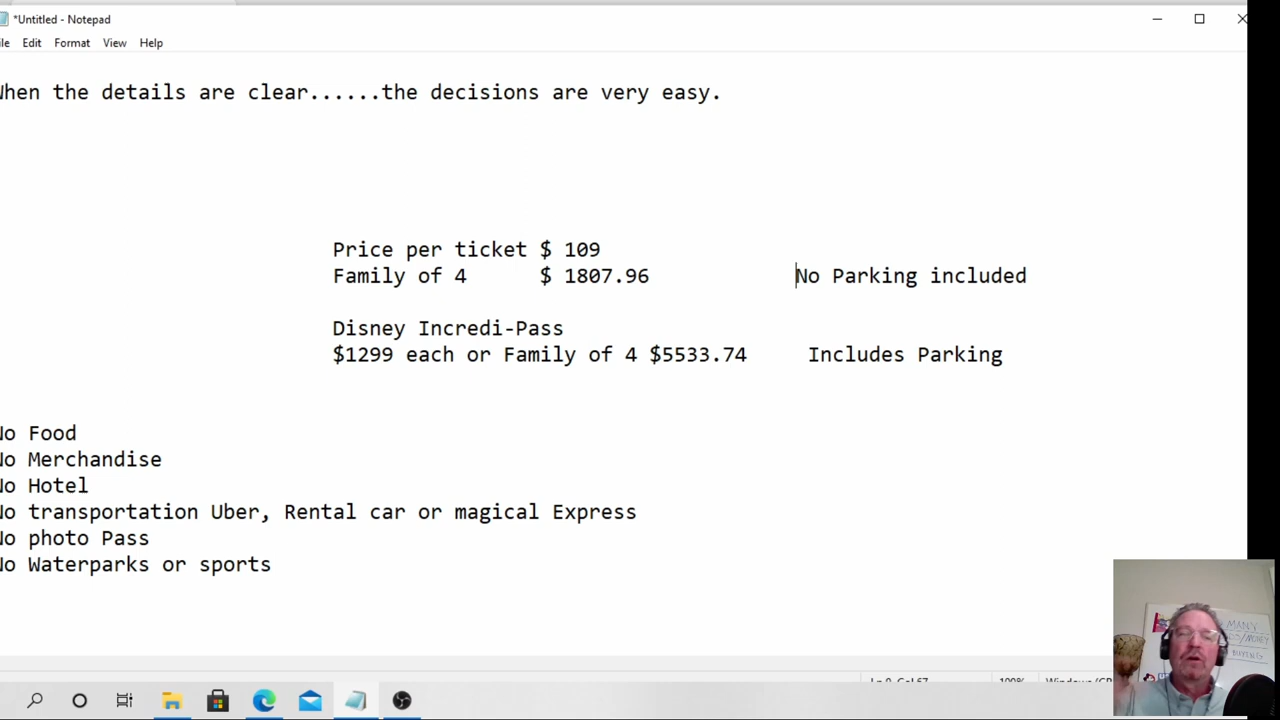 *Untitled - Notepad
Edit Format View Help
When the details are clear......the decisions are very easy.
Price per ticket $ 109
Family of 4 $ 1807.96 No Parking included
Disney Incredi-Pass
$1299 each or Family of 4 $5533.74 Includes Parking
No Food
No Merchandise
No Hotel
No transportation Uber, Rental car or magical Express
No photo Pass
No Waterparks or sports
100%
MANY